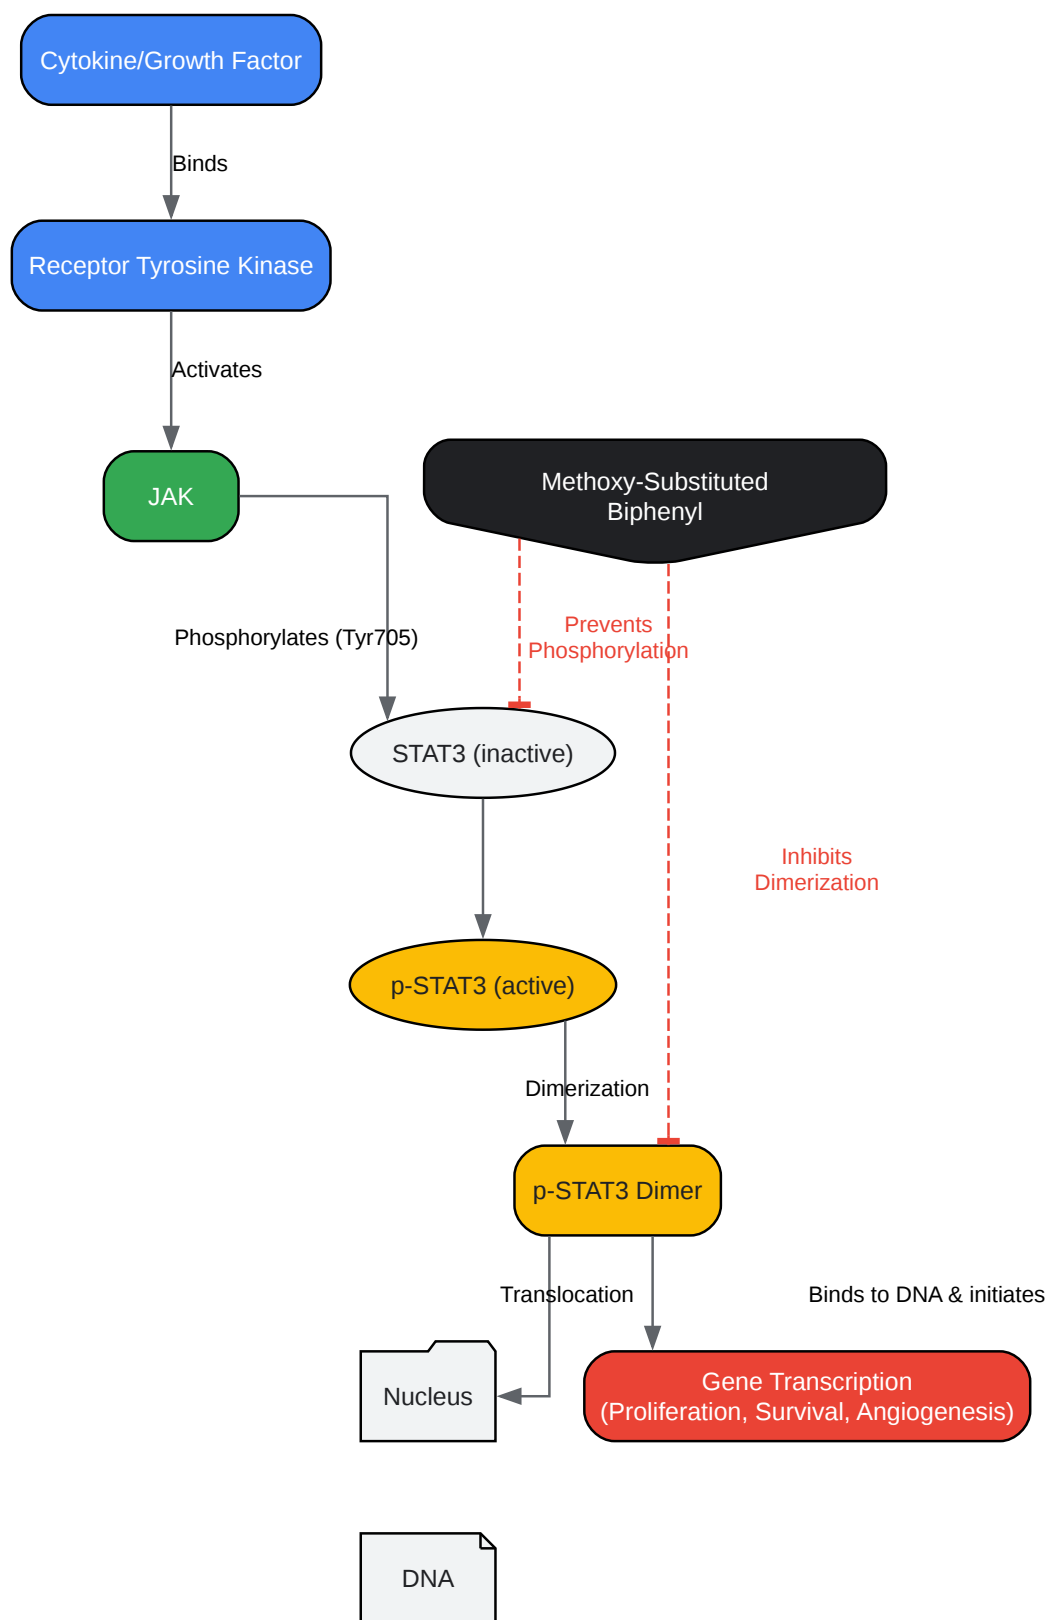 Cytokine/Growth Factor
Binds
Receptor Tyrosine Kinase
Activates
JAK
Methoxy-Substituted
Biphenyl
Phosphorylates (Tyr705)
Prevents
Phosphorylation
STAT3 (inactive)
Inhibits
Dimerization
p-STAT3 (active)
Dimerization
p-STAT3 Dimer
Translocation
Binds to DNA & initiates
Nucleus
Gene Transcription
(Proliferation, Survival, Angiogenesis)
DNA